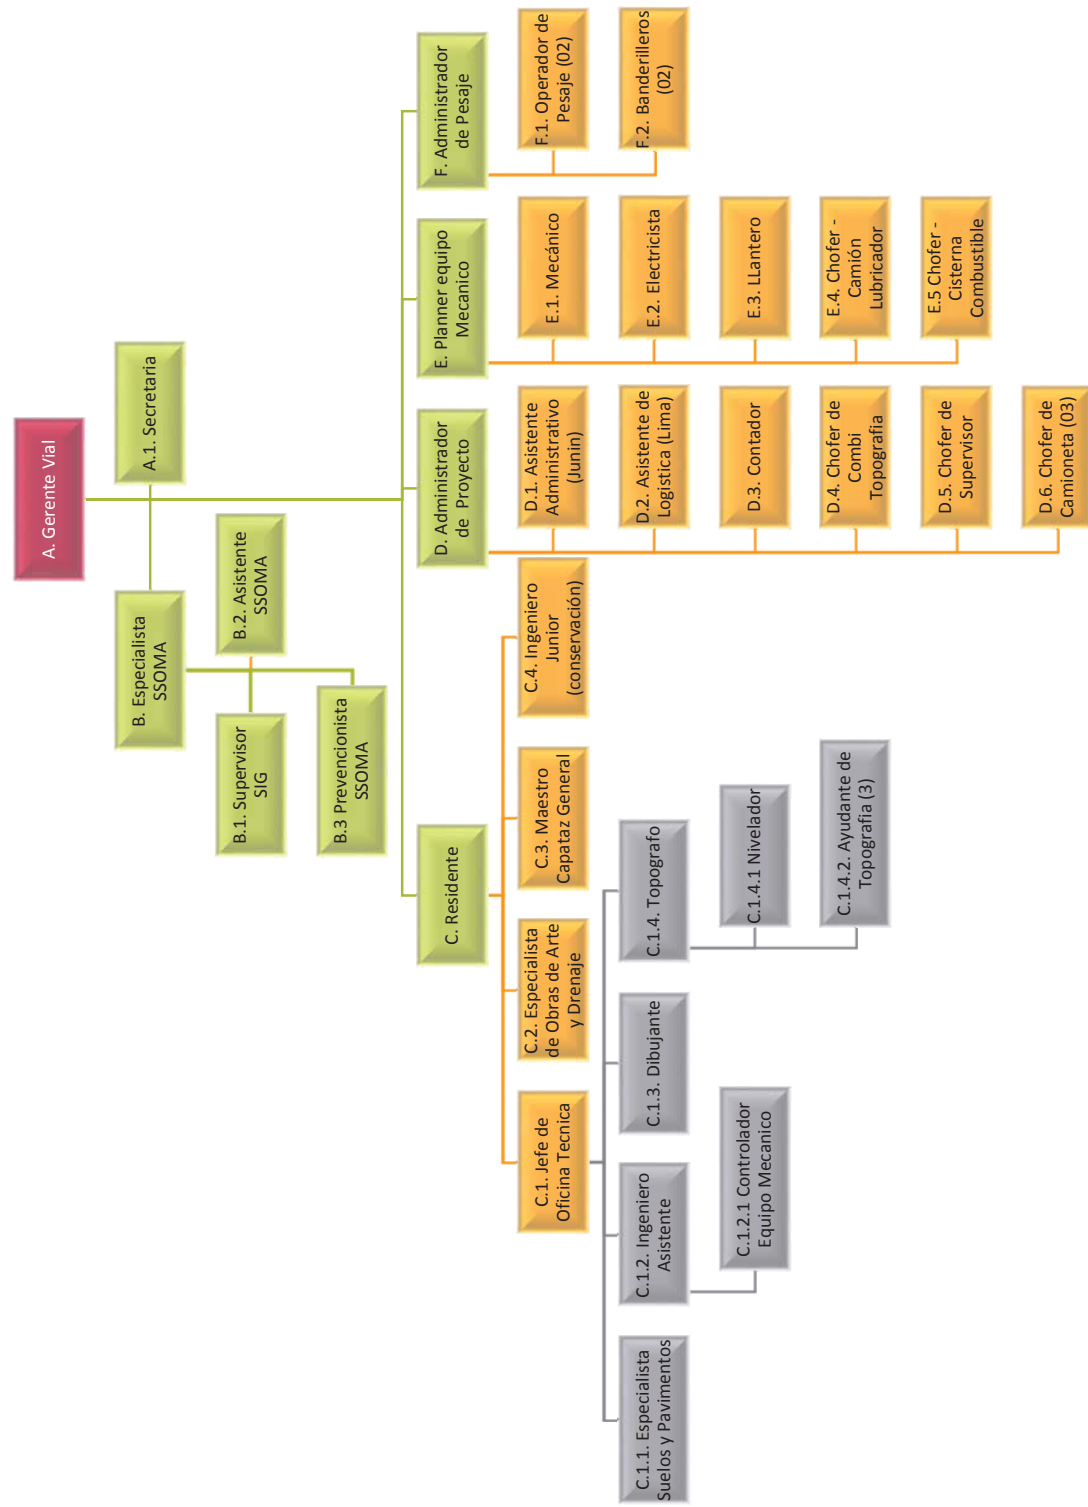 A. Gerente Vial
B. Especialista
SSOMA
A.1. Secretaria
B.1. Supervisor
SIG
B.2. Asistente
SSOMA
B.3 Prevencionista
SSOMA
C. Residente
D. Administrador
de  Proyecto
E. Planner equipo
Mecanico
F. Administrador
de Pesaje
C.1. Jefe de
Oficina Tecnica
C.2. Especialista
de Obras de Arte
y Drenaje
C.3. Maestro
Capataz General
C.4. Ingeniero
Junior
(conservación)
D.1. Asistente
Administrativo
(Junin)
E.1. Mecánico
F.1. Operador de
Pesaje (02)
C.1.1. Especialista
Suelos y Pavimentos
C.1.2. Ingeniero
Asistente
C.1.3. Dibujante
C.1.4. Topografo
D.2. Asistente de
Logistica (Lima)
E.2. Electricista
F.2. Banderilleros
(02)
C.1.2.1 Controlador
Equipo Mecanico
C.1.4.1 Nivelador
D.3. Contador
E.3. LLantero
C.1.4.2. Ayudante de
Topografia (3)
D.4. Chofer de
Combi
Topografia
E.4. Chofer -
Camión
Lubricador
D.5. Chofer de
Supervisor
E.5 Chofer -
Cisterna
Combustible
D.6. Chofer de
Camioneta (03)